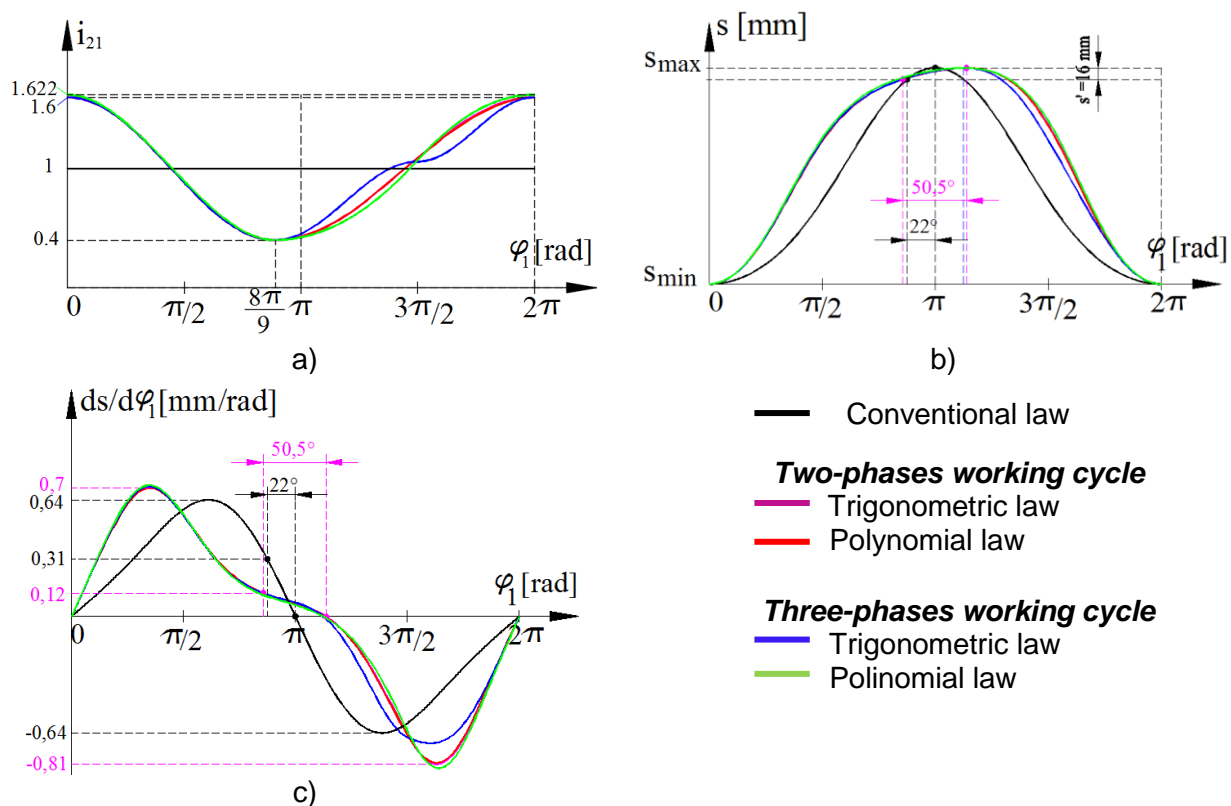 i21
1.622
1.6
1
0.4
φ1[rad]
0 π/2 8π/9 π 3π/2 2π
a)
s [mm]
smax
s'=16 mm
50,5°
22°
smin
φ1[rad]
0 π/2 π 3π/2 2π
b)
ds/dφ1[mm/rad]
50,5°
22°
0,7
0,64
0,31
0,12
φ1[rad]
0 π/2 π 3π/2 2π
-0,64
-0,81
c)
Conventional law
Two-phases working cycle
Trigonometric law
Polynomial law
Three-phases working cycle
Trigonometric law
Polinomial law